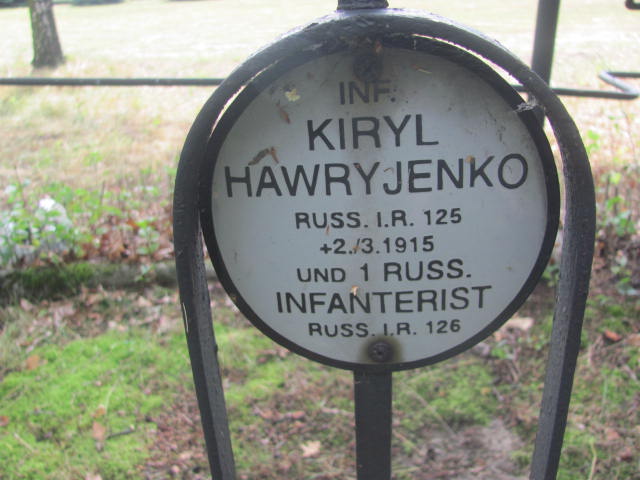 INF.
KIRYL
HAWRYJENKO
RUSS. I.R. 125
+2./3.1915
UND 1 RUSS.
INFANTERIST
RUSS. I.R. 126